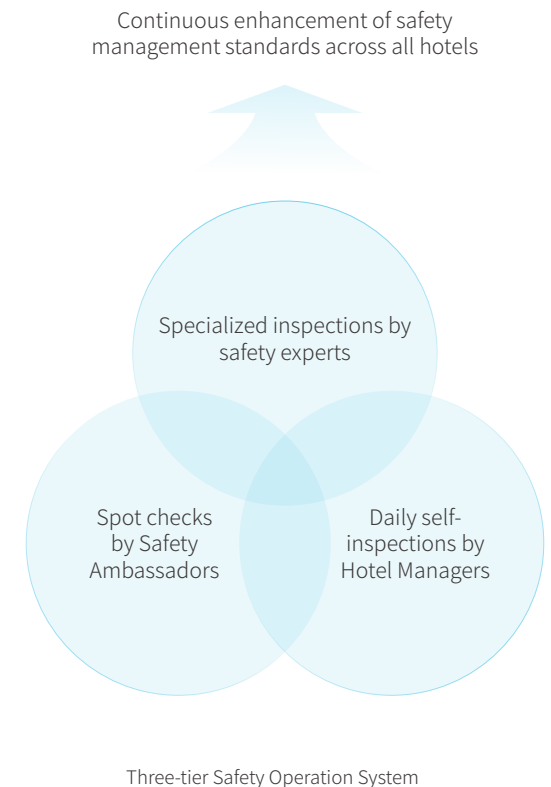 Continuous enhancement of safety
management standards across all hotels
Specialized inspections by
safety experts
Spot checks
by Safety
Ambassadors
Daily self-
inspections by
Hotel Managers
Three-tier Safety Operation System